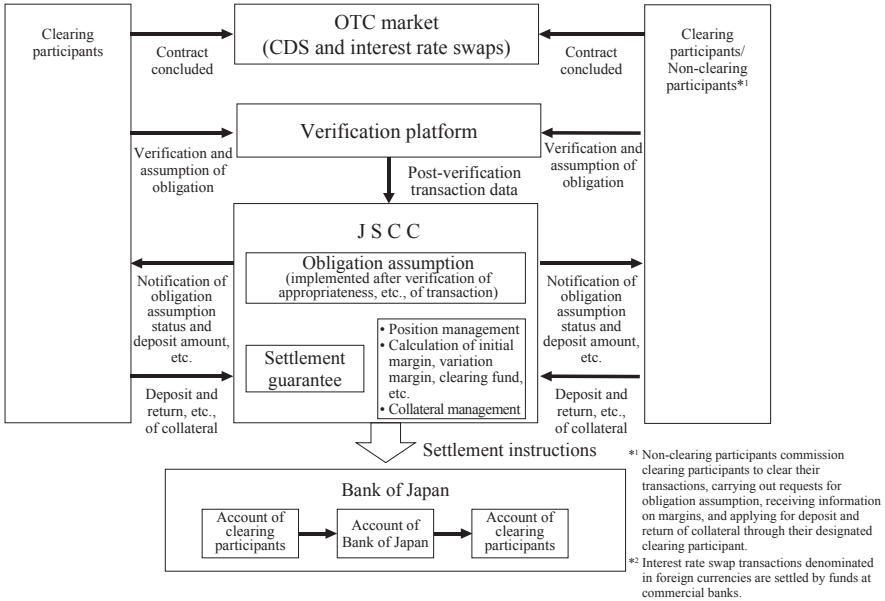 Clearing
participants
OTC market
(CDS and interest rate swaps)
Clearing
participants/
Non-clearing
participants*1
Contract
concluded
Contract
concluded
Verification platform
Verification and
assumption of
obligation
Verification and
assumption of
obligation
Post-verification
transaction data
J S C C
Obligation assumption
(implemented after verification of
appropriateness, etc., of transaction)
Notification of
obligation
assumption
status and
deposit amount,
etc.
Notification of
obligation
assumption
status and
deposit amount,
etc.
Settlement
guarantee
• Position management
• Calculation of initial
margin, variation
margin, clearing fund,
etc.
• Collateral management
Deposit and
return, etc.,
of collateral
Deposit and
return, etc.,
of collateral
Settlement instructions
Bank of Japan
Account of
clearing
participants
Account of
Bank of Japan
Account of
clearing
participants
*1 Non-clearing participants commission
clearing participants to clear their
transactions, carrying out requests for
obligation assumption, receiving information
on margins, and applying for deposit and
return of collateral through their designated
clearing participant.
*2 Interest rate swap transactions denominated
in foreign currencies are settled by funds at
commercial banks.